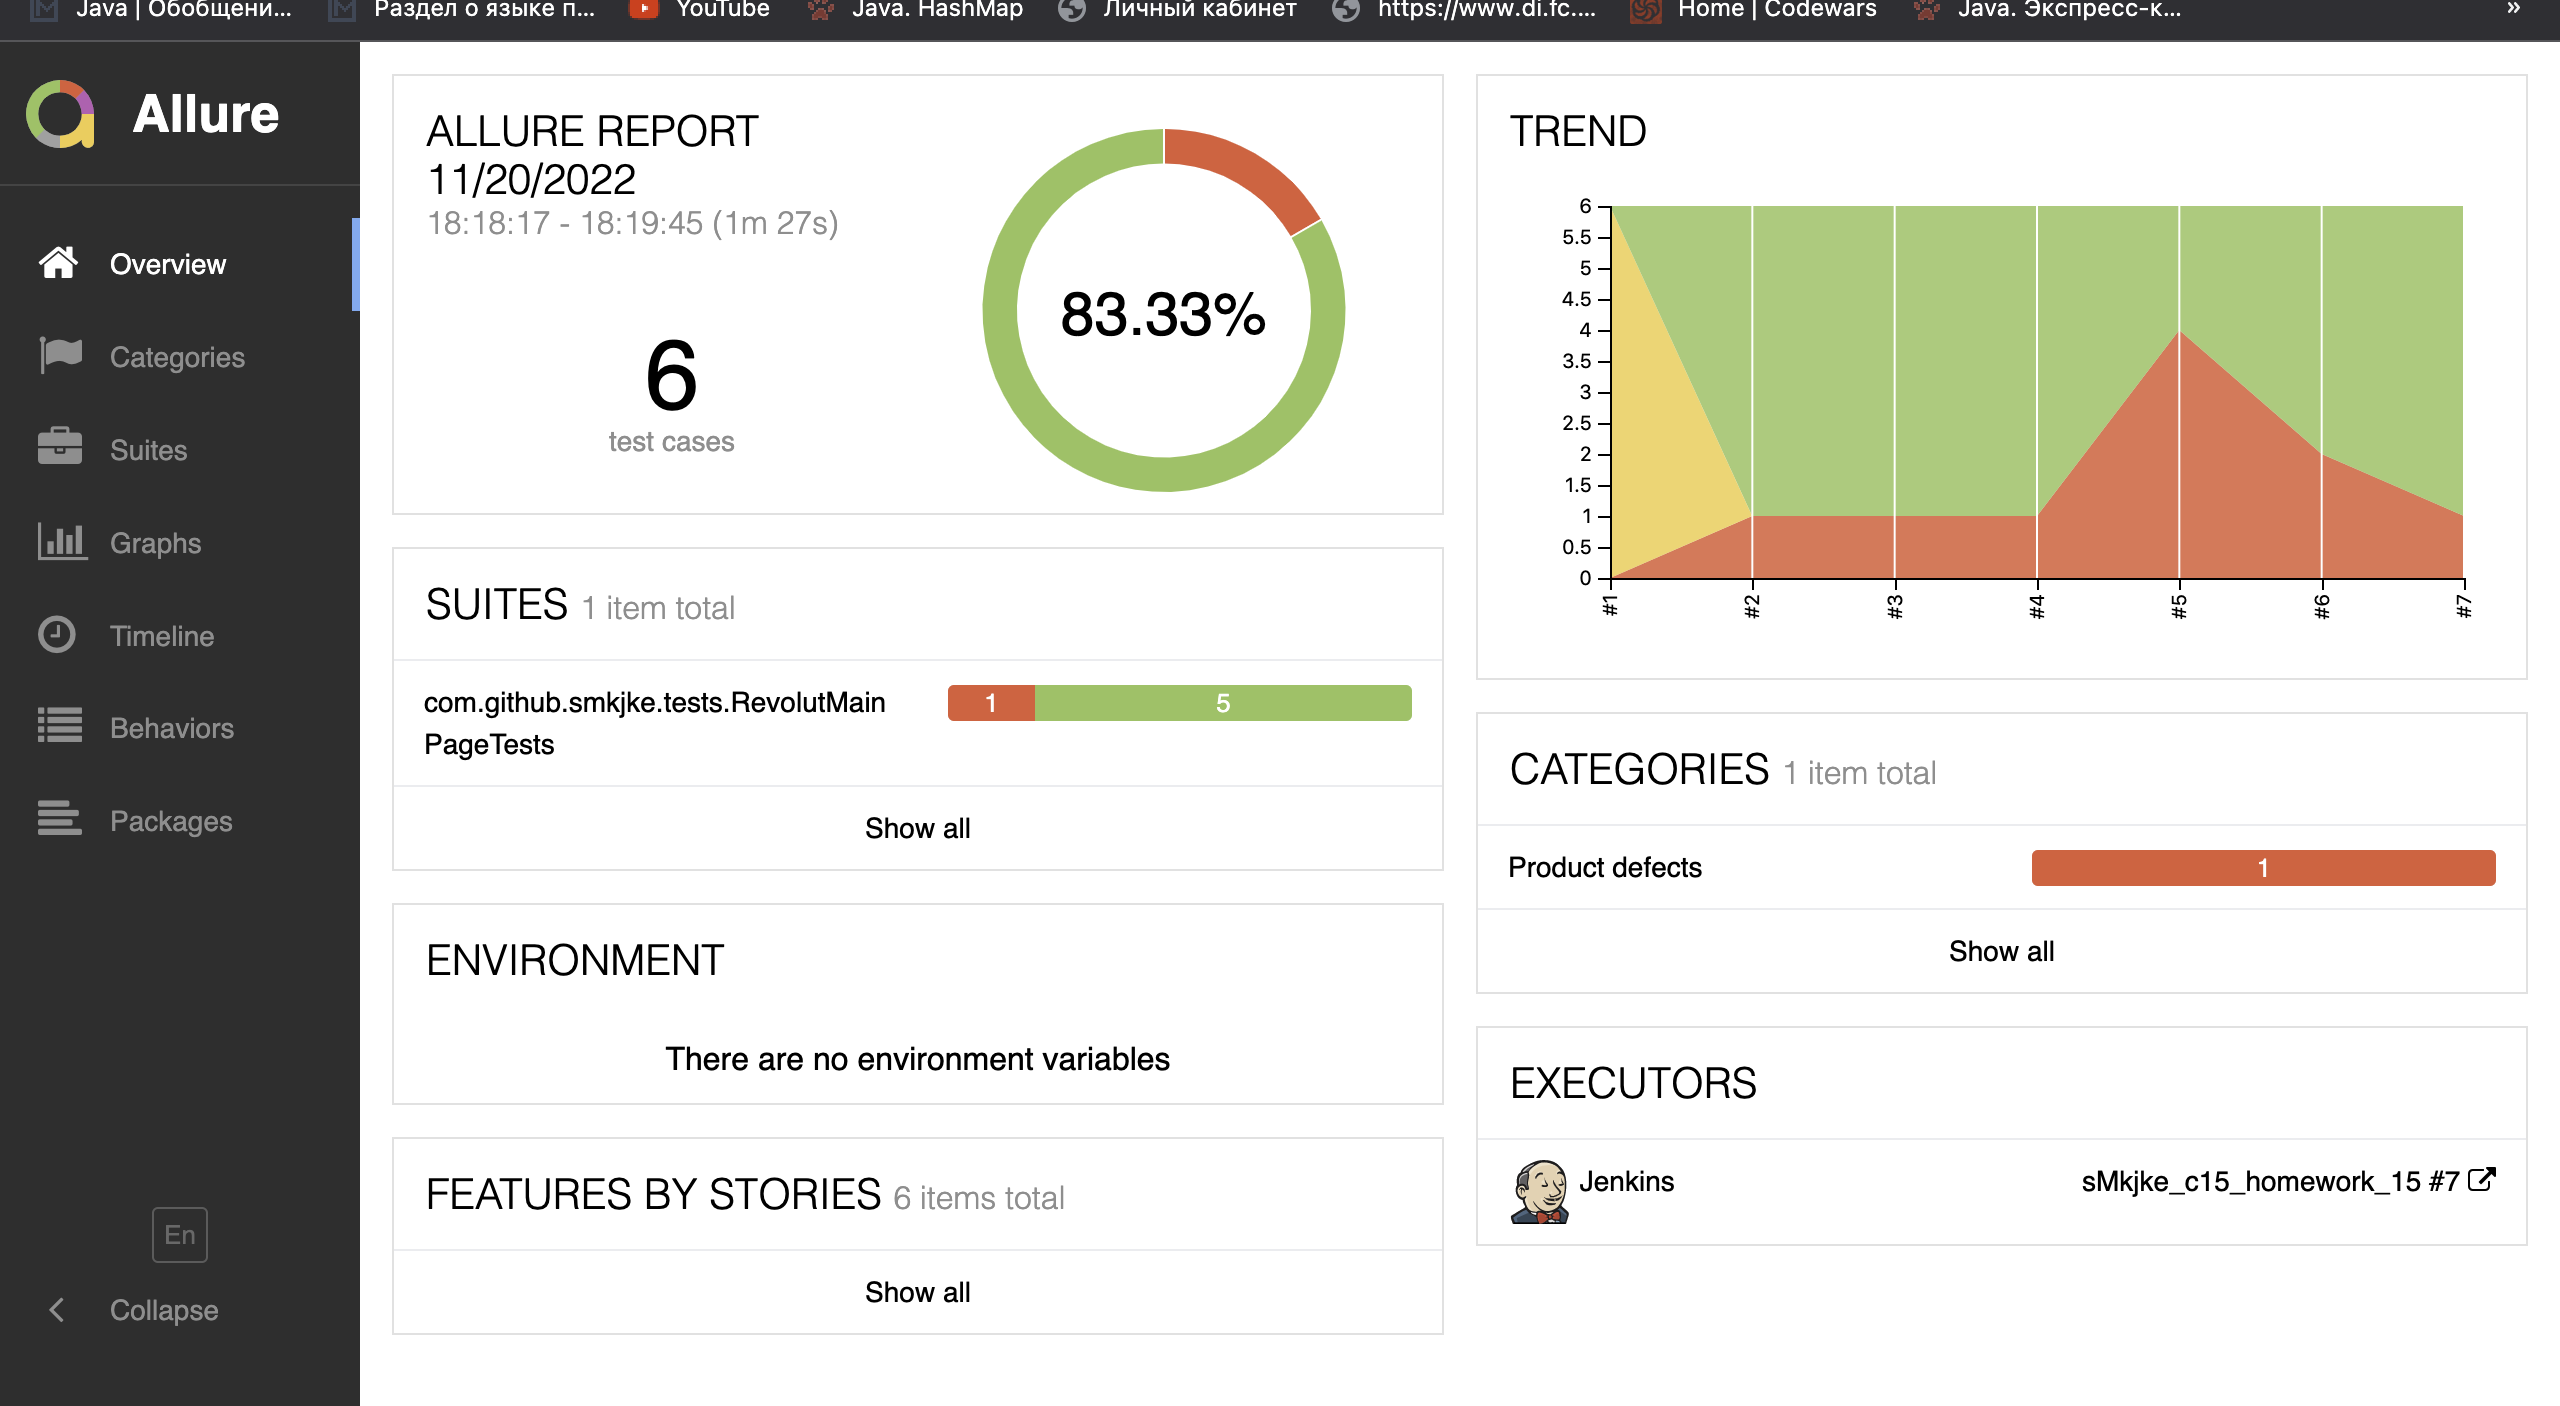 Java | Обобщени...
Раздел о языке п...
YouTube
Java. HashMap
Личный кабинет
https://www.di.fc....
Home | Codewars
Java. Экспресс-к...
»
Allure
Overview
Categories
Suites
Graphs
Timeline
Behaviors
Packages
En
Collapse
ALLURE REPORT
11/20/2022
18:18:17 - 18:19:45 (1m 27s)
6
test cases
83.33%
SUITES 1 item total
com.github.smkjke.tests.RevolutMain
PageTests
1
5
Show all
ENVIRONMENT
There are no environment variables
FEATURES BY STORIES 6 items total
Show all
TREND
6
5.5
5
4.5
4
3.5
3
2.5
2
1.5
1
0.5
0
#1
#2
#3
#4
#5
#6
#7
CATEGORIES 1 item total
Product defects
1
Show all
EXECUTORS
Jenkins
sMkjke_c15_homework_15 #7